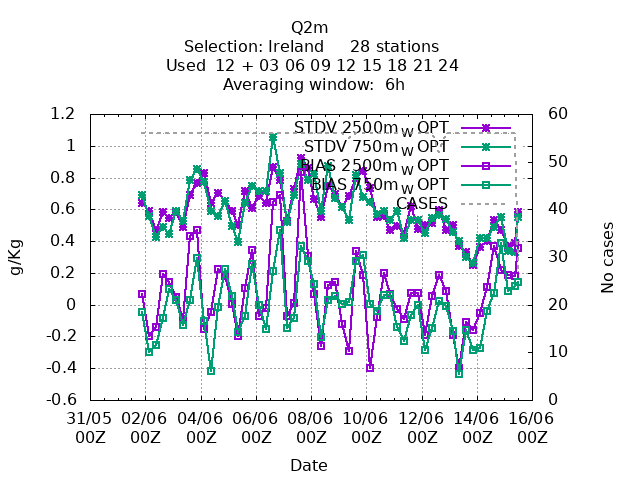 Q2m
Selection: Ireland     28 stations
Used  12 + 03 06 09 12 15 18 21 24
Averaging window:  6h
STDV 2500m_w OPT
STDV 750m_w OPT
BIAS 2500m_w OPT
BIAS 750m_w OPT
CASES
g/Kg
1.2
1
0.8
0.6
0.4
0.2
0
-0.2
-0.4
-0.6
60
50
40
30
20
10
0
No cases
31/05 02/06 04/06 06/06 08/06 10/06 12/06 14/06 16/06
00Z 00Z 00Z 00Z 00Z 00Z 00Z 00Z 00Z
Date